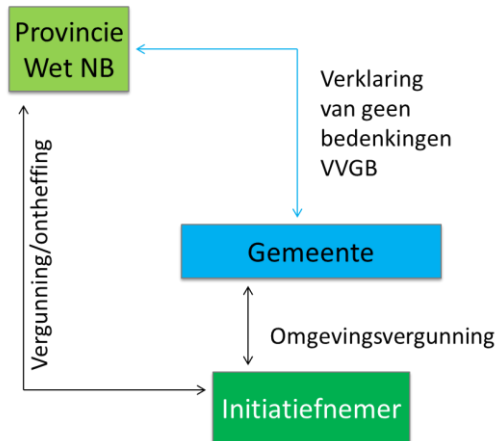 Provincie
Wet NB
Verklaring
van geen
bedenkingen
VVGB
Vergunning/ontheffing
Gemeente
Omgevingsvergunning
Initiatiefnemer